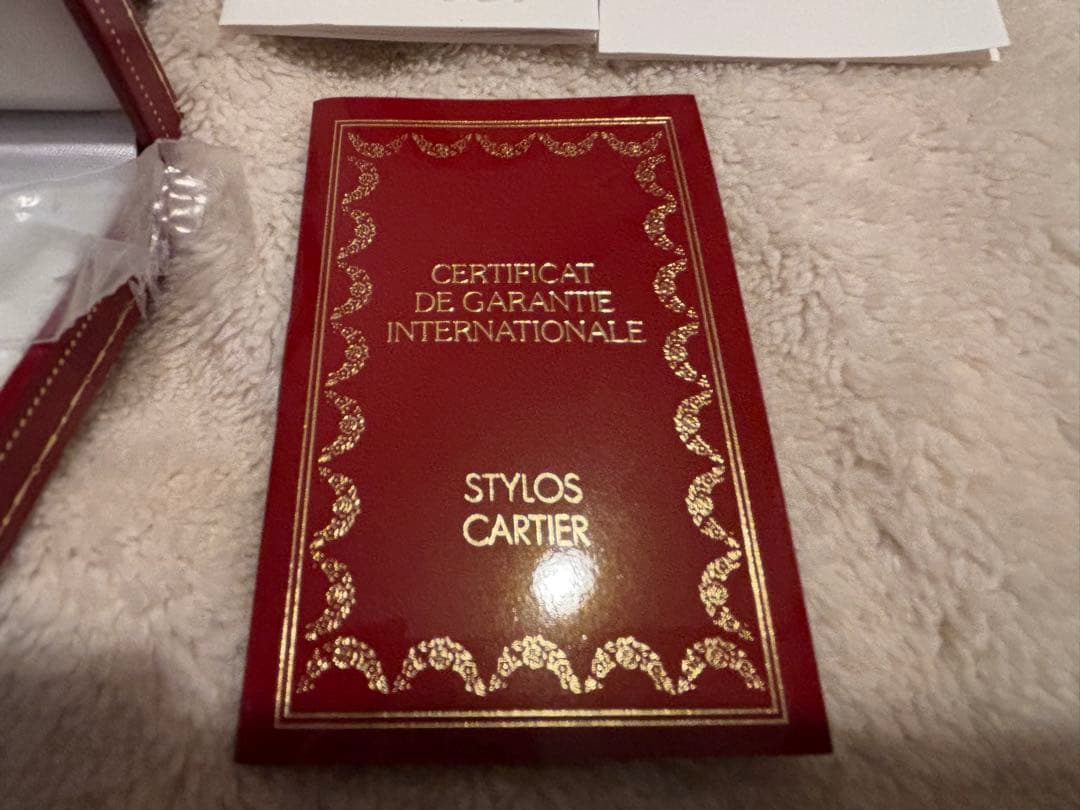 CERTIFICAT
DE GARANTIE
INTERNATIONALE
STYLOS
CARTIER